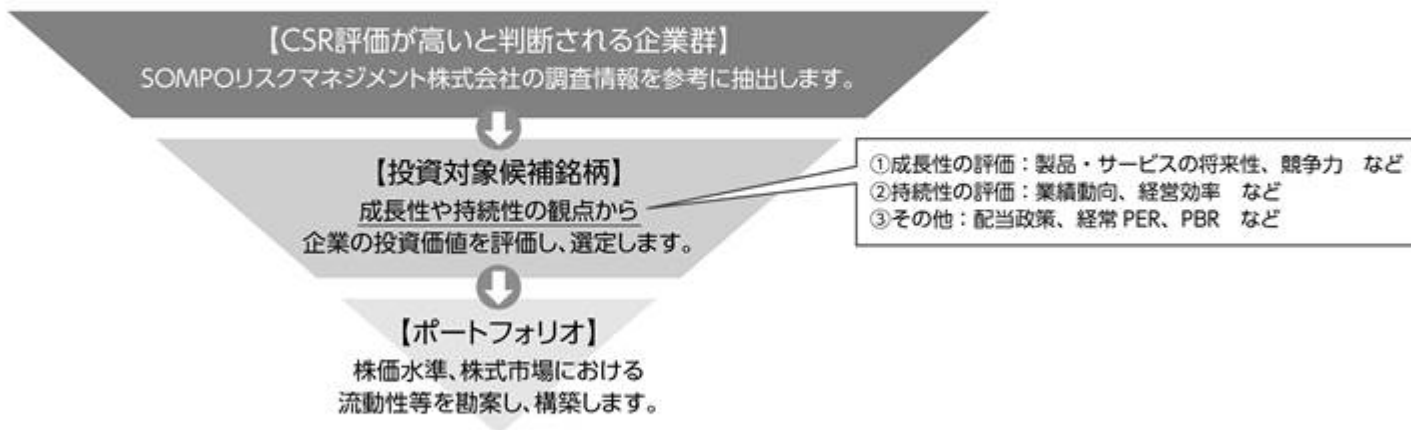 【CSR評価が高いと判断される企業群】
SOMPOリスクマネジメント株式会社の調査情報を参考に抽出します。
【投資対象候補銘柄】
成長性や持続性の観点から
企業の投資価値を評価し、選定します。
①成長性の評価：製品・サービスの将来性、競争力　など
②持続性の評価：業績動向、経営効率　など
③その他：配当政策、経常 PER、PBR　など
【ポートフォリオ】
株価水準、株式市場における
流動性等を勘案し、構築します。